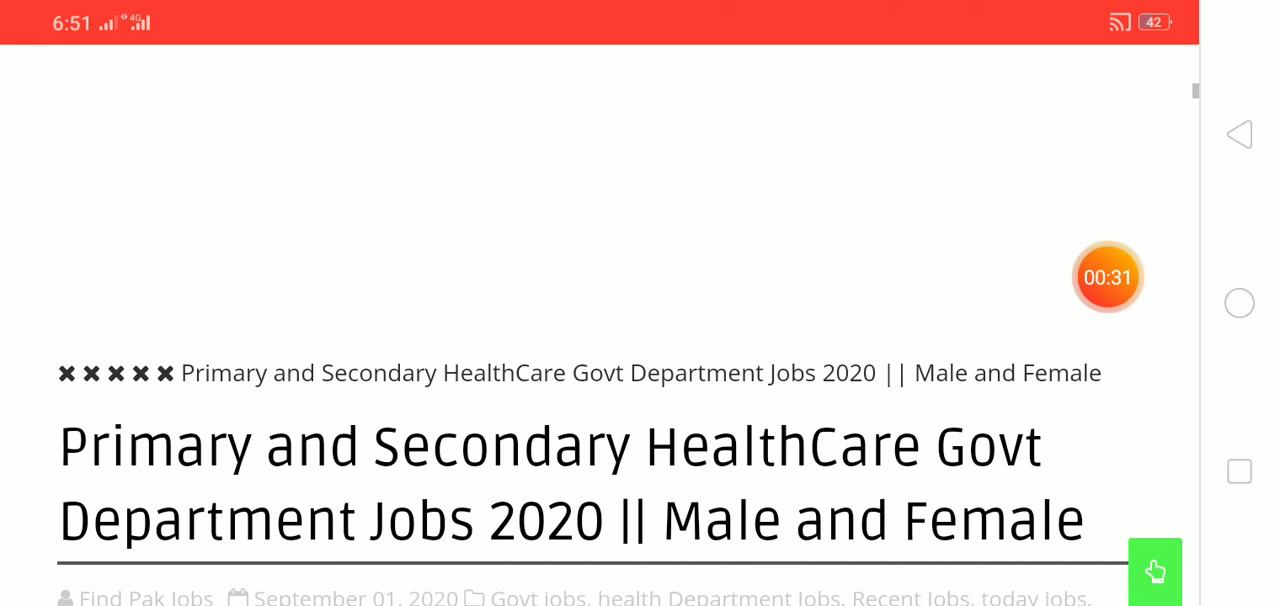 6:51 4G 42
00:31
Primary and Secondary HealthCare Govt Department Jobs 2020 || Male and Female
Primary and Secondary HealthCare Govt
Department Jobs 2020 || Male and Female
Find Pak Jobs September 01, 2020 Govt jobs, health Department Jobs, Recent Jobs, today jobs,